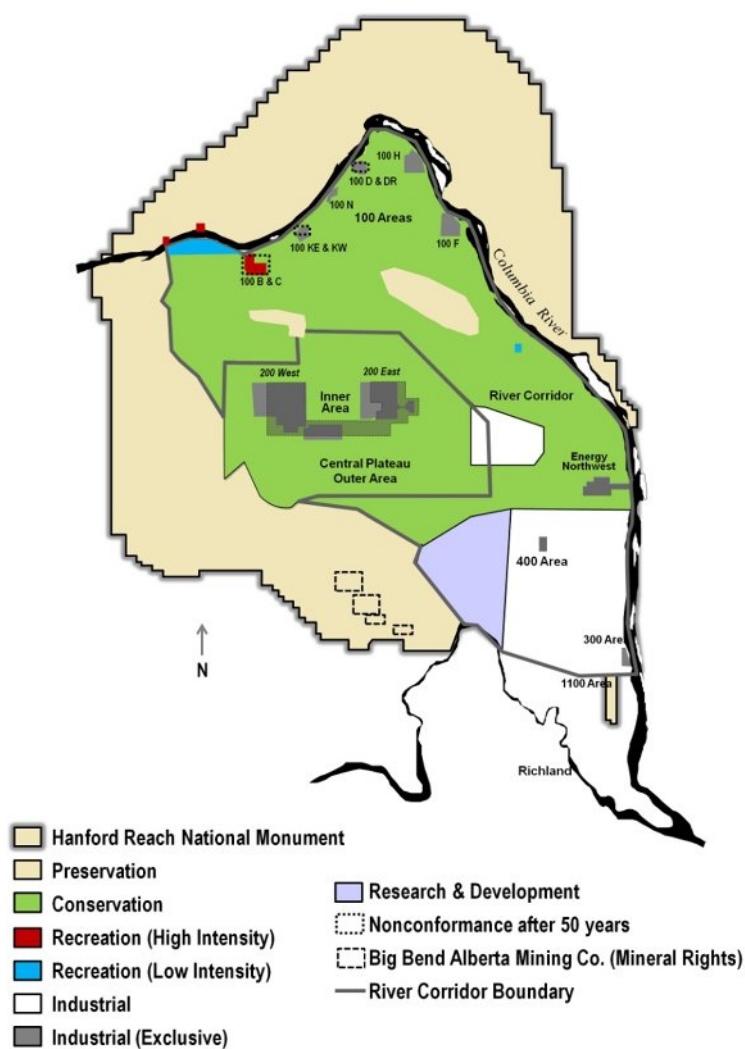 100 H
100 D & DR
100 N
100 Areas
100 F
100 KE & KW
100 B & C
Columbia River
200 West
200 East
Inner
Area
River Corridor
Central Plateau
Outer Area
Energy
Northwest
400 Area
300 Are
1100 Area
N
Richland
Hanford Reach National Monument
Preservation
Conservation
Recreation (High Intensity)
Recreation (Low Intensity)
Industrial
Industrial (Exclusive)
Research & Development
Nonconformance after 50 years
Big Bend Alberta Mining Co. (Mineral Rights)
River Corridor Boundary